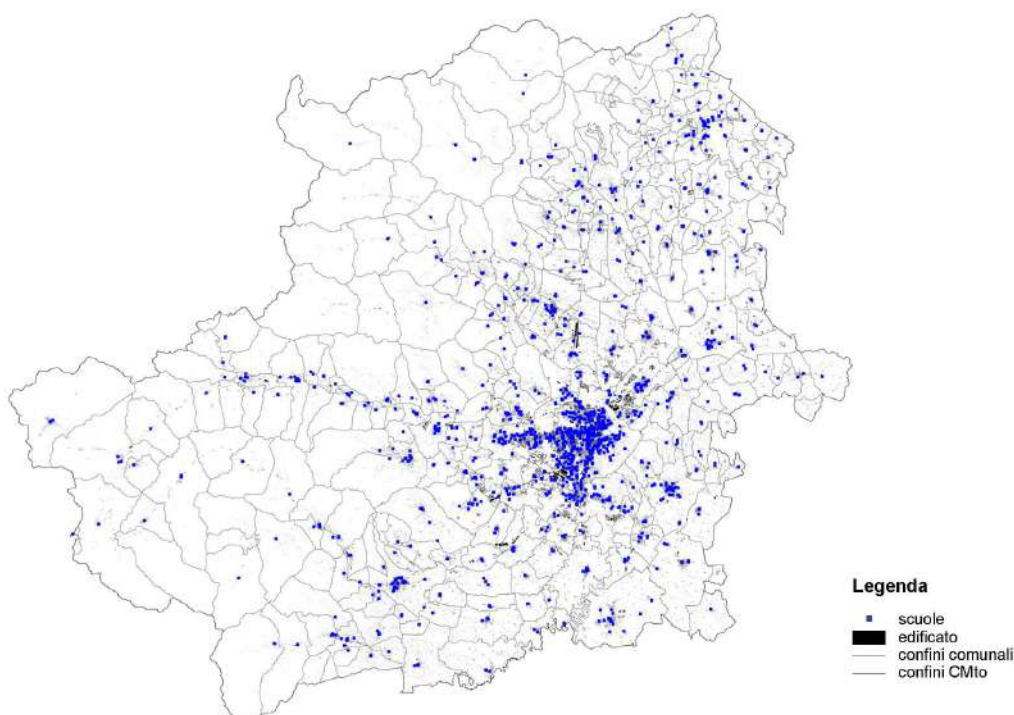 Legenda
scuole
edificato
confini comunali
confini CMto